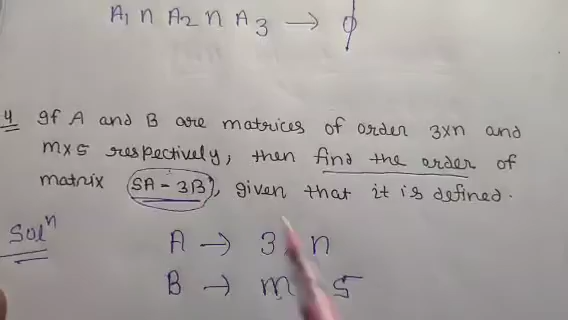 A1 ∩ A2 ∩ A3 → ϕ
4 If A and B are matrices of order 3×n and
m×5 respectively, then find the order of
matrix 5A - 3B, given that it is defined.
Solⁿ
A → 3 n
B → m 5